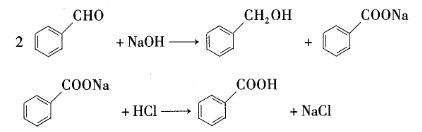 2 CHO + NaOH ⟶ CH₂OH + COONa
COONa + HCl ⟶ COOH + NaCl